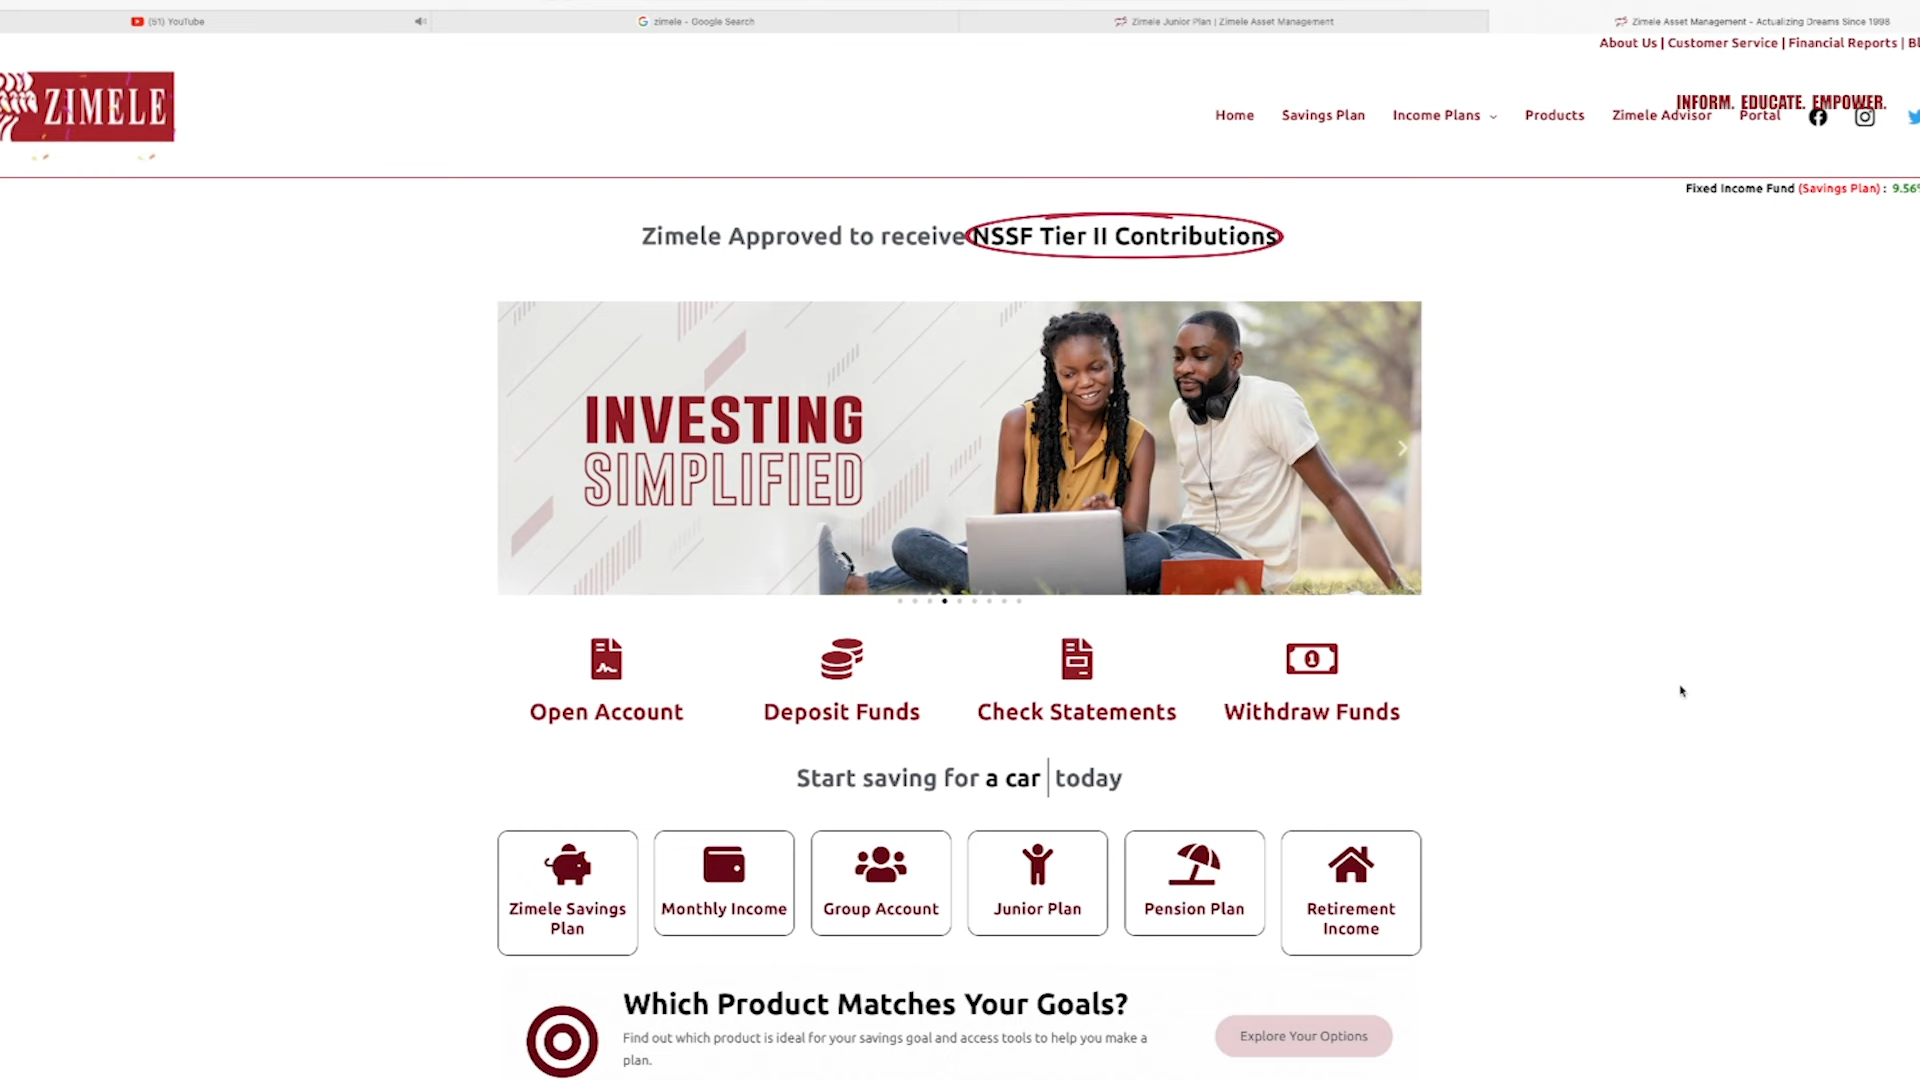 (51) YouTube
zimele - Google Search
Zimele Junior Plan | Zimele Asset Management
Zimele Asset Management - Actualizing Dreams Since 1998
About Us | Customer Service | Financial Reports |
ZIMELE
INFORM. EDUCATE. EMPOWER.
Home Savings Plan Income Plans Products Zimele Advisor Portal
Fixed Income Fund (Savings Plan) : 9.56
Zimele Approved to receive NSSF Tier II Contributions
INVESTING
SIMPLIFIED
Open Account
Deposit Funds
Check Statements
Withdraw Funds
Start saving for a car today
Zimele Savings
Plan
Monthly Income
Group Account
Junior Plan
Pension Plan
Retirement
Income
Which Product Matches Your Goals?
Find out which product is ideal for your savings goal and access tools to help you make a
plan.
Explore Your Options